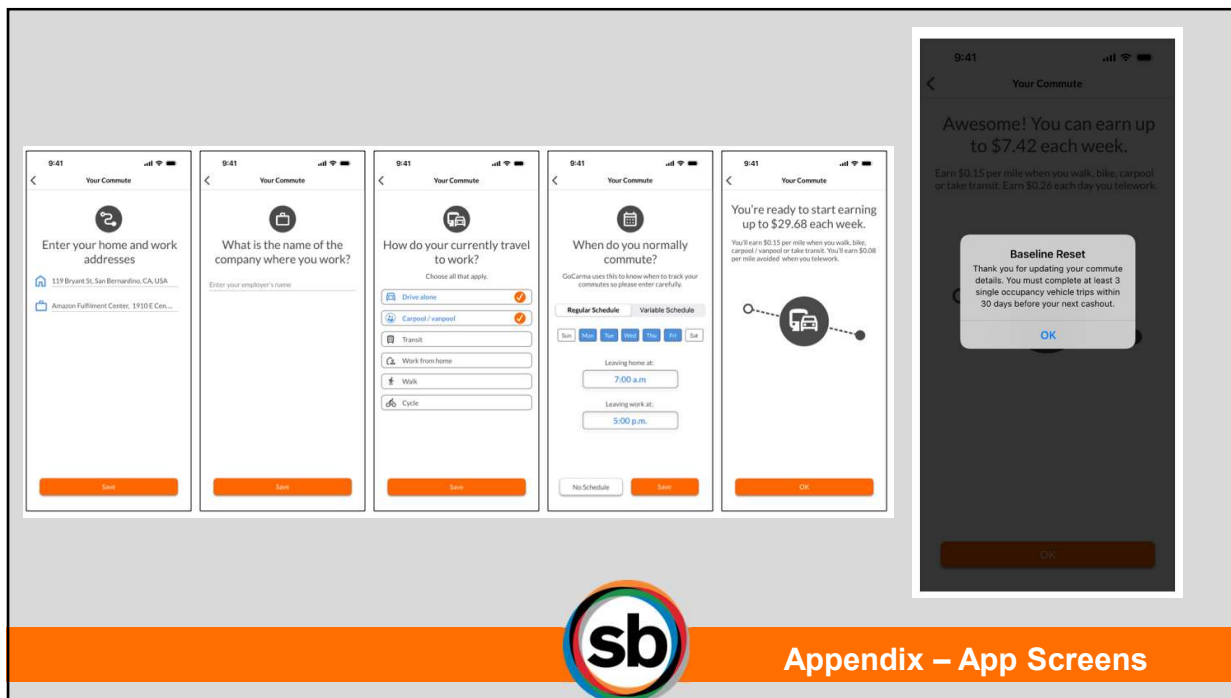 9:41
Your Commute
Enter your home and work
addresses
119 Bryant St, San Bernardino, CA, USA
Amazon Fulfilment Center, 1910 E Cen...
Save
9:41
Your Commute
What is the name of the
company where you work?
Enter your employer's name
Save
9:41
Your Commute
How do your currently travel
to work?
Choose all that apply.
Drive alone
Carpool / vanpool
Transit
Work from home
Walk
Cycle
Save
9:41
Your Commute
When do you normally
commute?
GoCarma uses this to know when to track your
commutes so please enter carefully.
Regular Schedule Variable Schedule
Sun Mon Tue Wed Thu Fri Sat
Leaving home at:
7:00 a.m
Leaving work at:
5:00 p.m.
No Schedule Save
9:41
Your Commute
You're ready to start earning
up to $29.68 each week.
You'll earn $0.15 per mile when you walk, bike,
carpool / vanpool or take transit. You'll earn $0.08
per mile avoided when you telework.
OK
9:41
Your Commute
Awesome! You can earn up
to $7.42 each week.
Earn $0.15 per mile when you walk, bike, carpool
or take transit. Earn $0.26 each day you telework.
Baseline Reset
Thank you for updating your commute
details. You must complete at least 3
single occupancy vehicle trips within
30 days before your next cashout.
OK
OK
sb
Appendix – App Screens